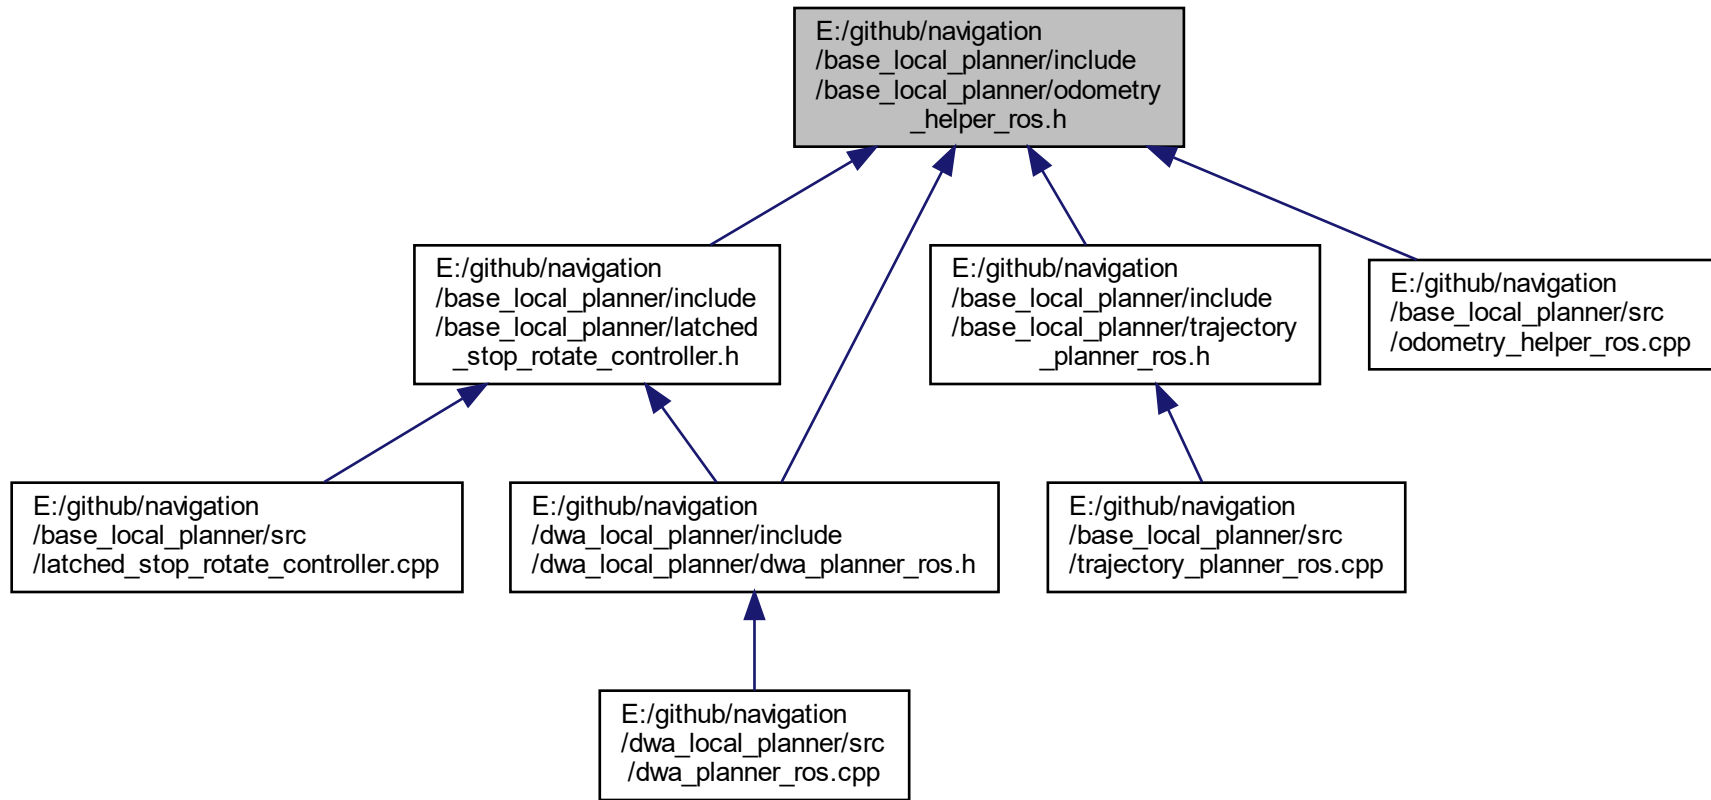 E:/github/navigation
/base_local_planner/include
/base_local_planner/odometry
_helper_ros.h
E:/github/navigation
/base_local_planner/include
/base_local_planner/latched
_stop_rotate_controller.h
E:/github/navigation
/base_local_planner/include
/base_local_planner/trajectory
_planner_ros.h
E:/github/navigation
/base_local_planner/src
/odometry_helper_ros.cpp
E:/github/navigation
/base_local_planner/src
/latched_stop_rotate_controller.cpp
E:/github/navigation
/dwa_local_planner/include
/dwa_local_planner/dwa_planner_ros.h
E:/github/navigation
/base_local_planner/src
/trajectory_planner_ros.cpp
E:/github/navigation
/dwa_local_planner/src
/dwa_planner_ros.cpp